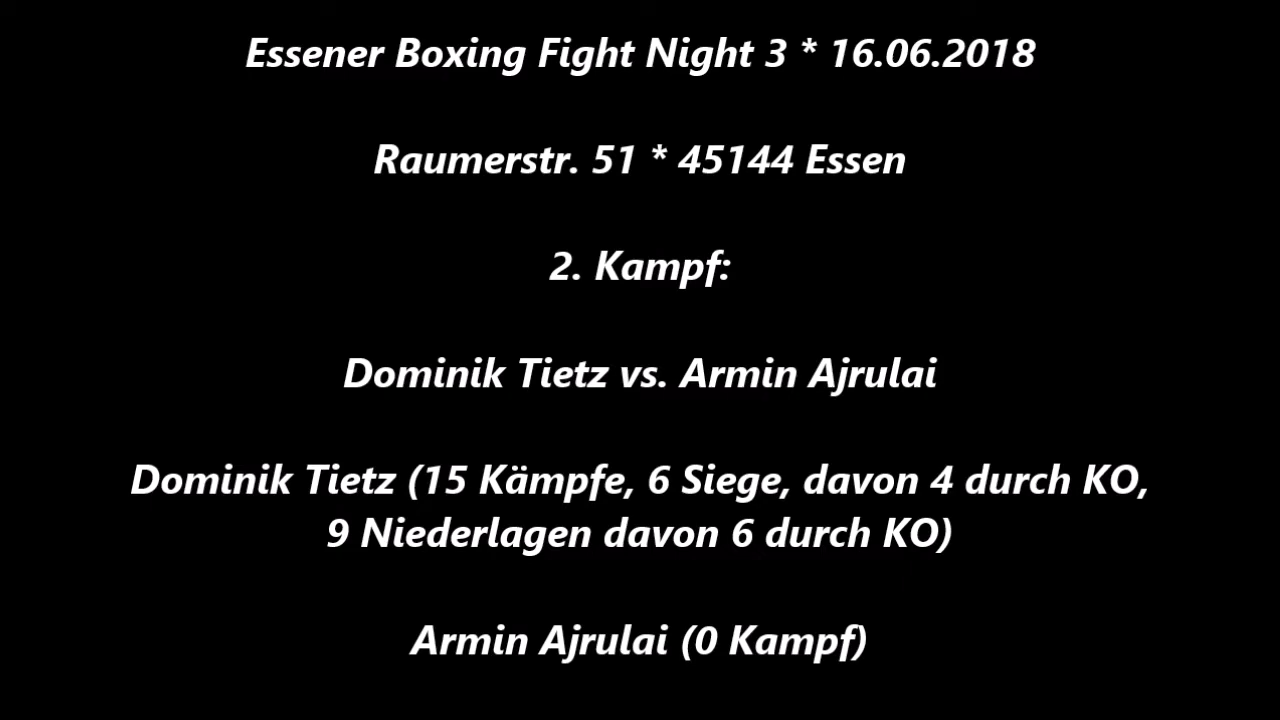 Essener Boxing Fight Night 3 * 16.06.2018
Raumerstr. 51 * 45144 Essen
2. Kampf:
Dominik Tietz vs. Armin Ajrulai
Dominik Tietz (15 Kämpfe, 6 Siege, davon 4 durch KO,
9 Niederlagen davon 6 durch KO)
Armin Ajrulai (0 Kampf)